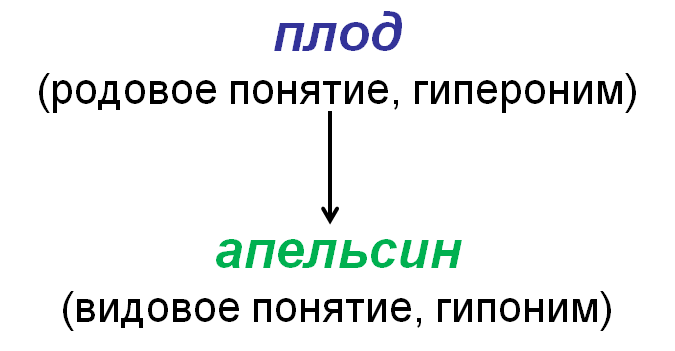 плод
(родовое понятие, гипероним)
апельсин
(видовое понятие, гипоним)